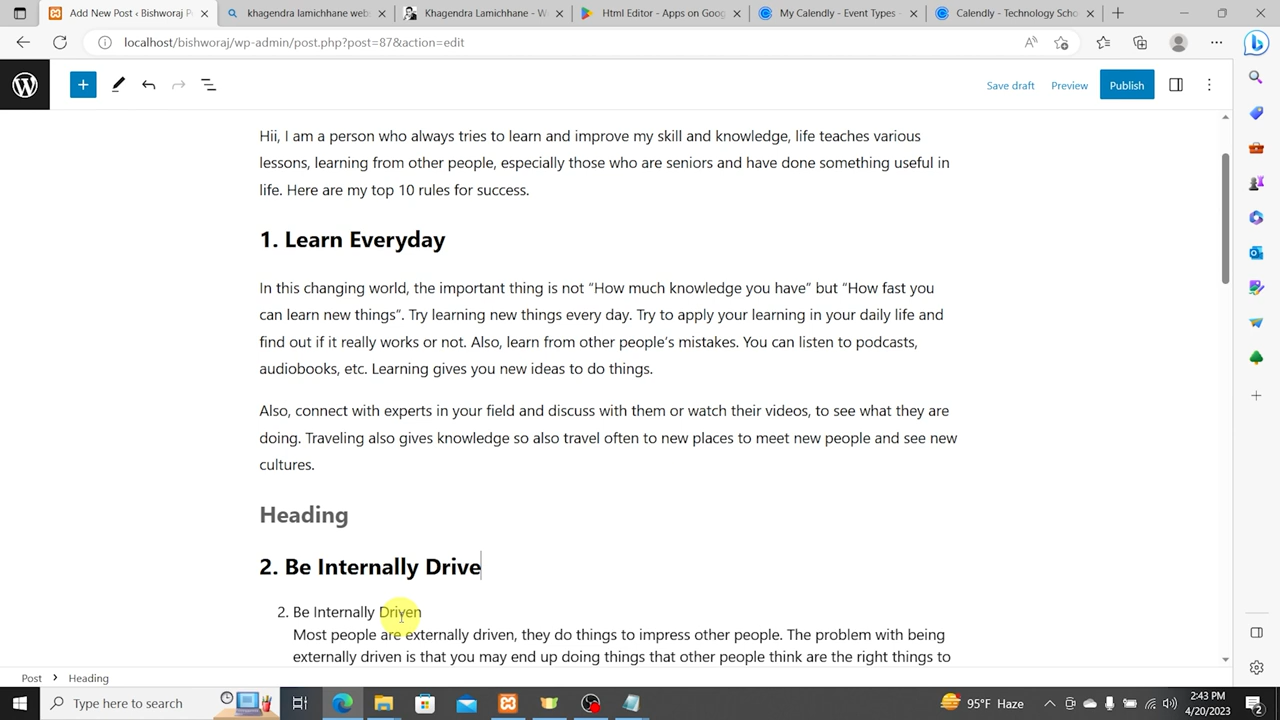 Add New Post ‹ Bishworaj P
khagendra lamichhane websit
Khagendra Lamichhane - W
Html Editor - Apps on Goog
My Calendly - Event Types -
Calendly - Technology Scho
localhost/bishworaj/wp-admin/post.php?post=87&action=edit
Save draft
Preview
Publish
Hii, I am a person who always tries to learn and improve my skill and knowledge, life teaches various
lessons, learning from other people, especially those who are seniors and have done something useful in
life. Here are my top 10 rules for success.
1. Learn Everyday
In this changing world, the important thing is not “How much knowledge you have” but “How fast you
can learn new things”. Try learning new things every day. Try to apply your learning in your daily life and
find out if it really works or not. Also, learn from other people’s mistakes. You can listen to podcasts,
audiobooks, etc. Learning gives you new ideas to do things.
Also, connect with experts in your field and discuss with them or watch their videos, to see what they are
doing. Traveling also gives knowledge so also travel often to new places to meet new people and see new
cultures.
Heading
2. Be Internally Drive
2. Be Internally Driven
Most people are externally driven, they do things to impress other people. The problem with being
externally driven is that you may end up doing things that other people think are the right things to
Post
Heading
Type here to search
95°F Haze
2:43 PM
4/20/2023
2